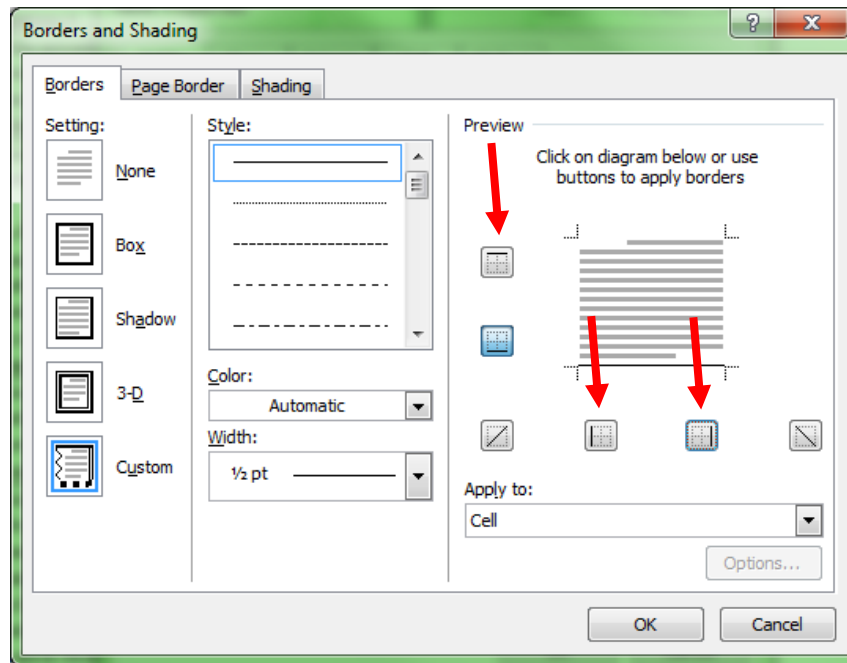 Borders and Shading
Borders Page Border Shading
Setting:
None
Box
Shadow
3-D
Custom
Style:
Color:
Automatic
Width:
½ pt
Preview
Click on diagram below or use
buttons to apply borders
Apply to:
Cell
Options...
OK Cancel